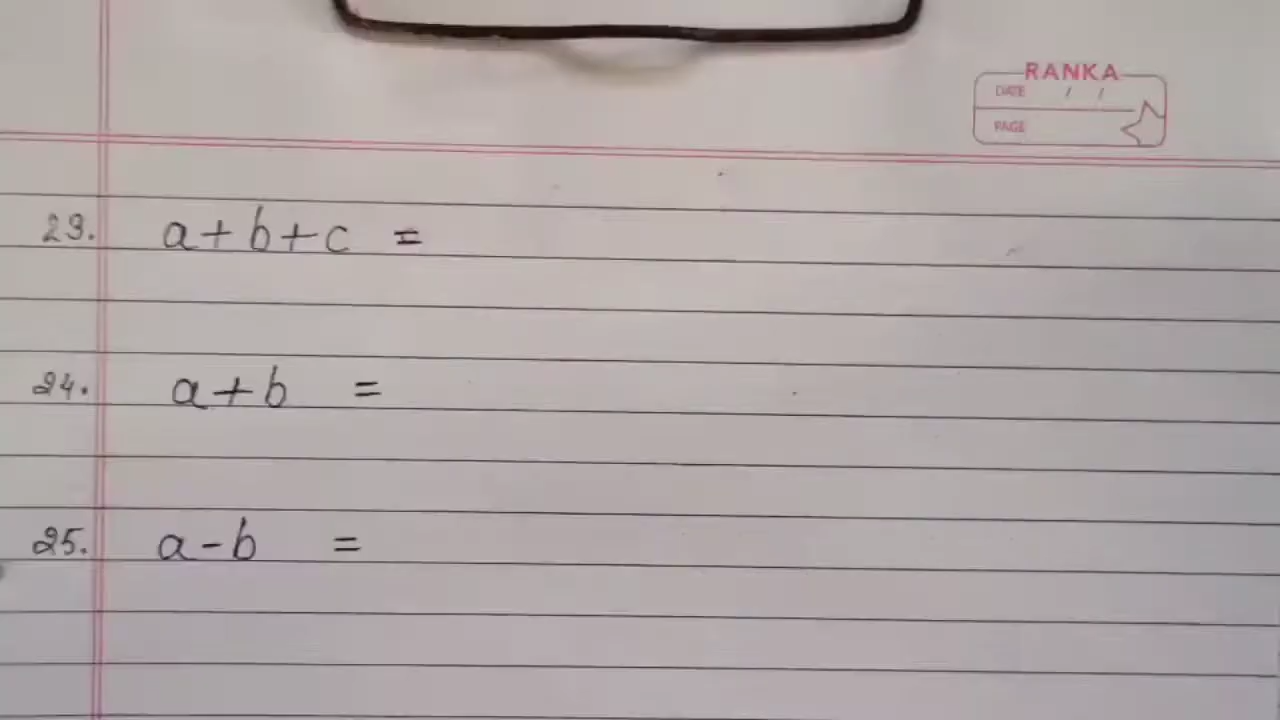 RANKA
DATE / /
PAGE
23. a+b+c =
24. a+b =
25. a-b =